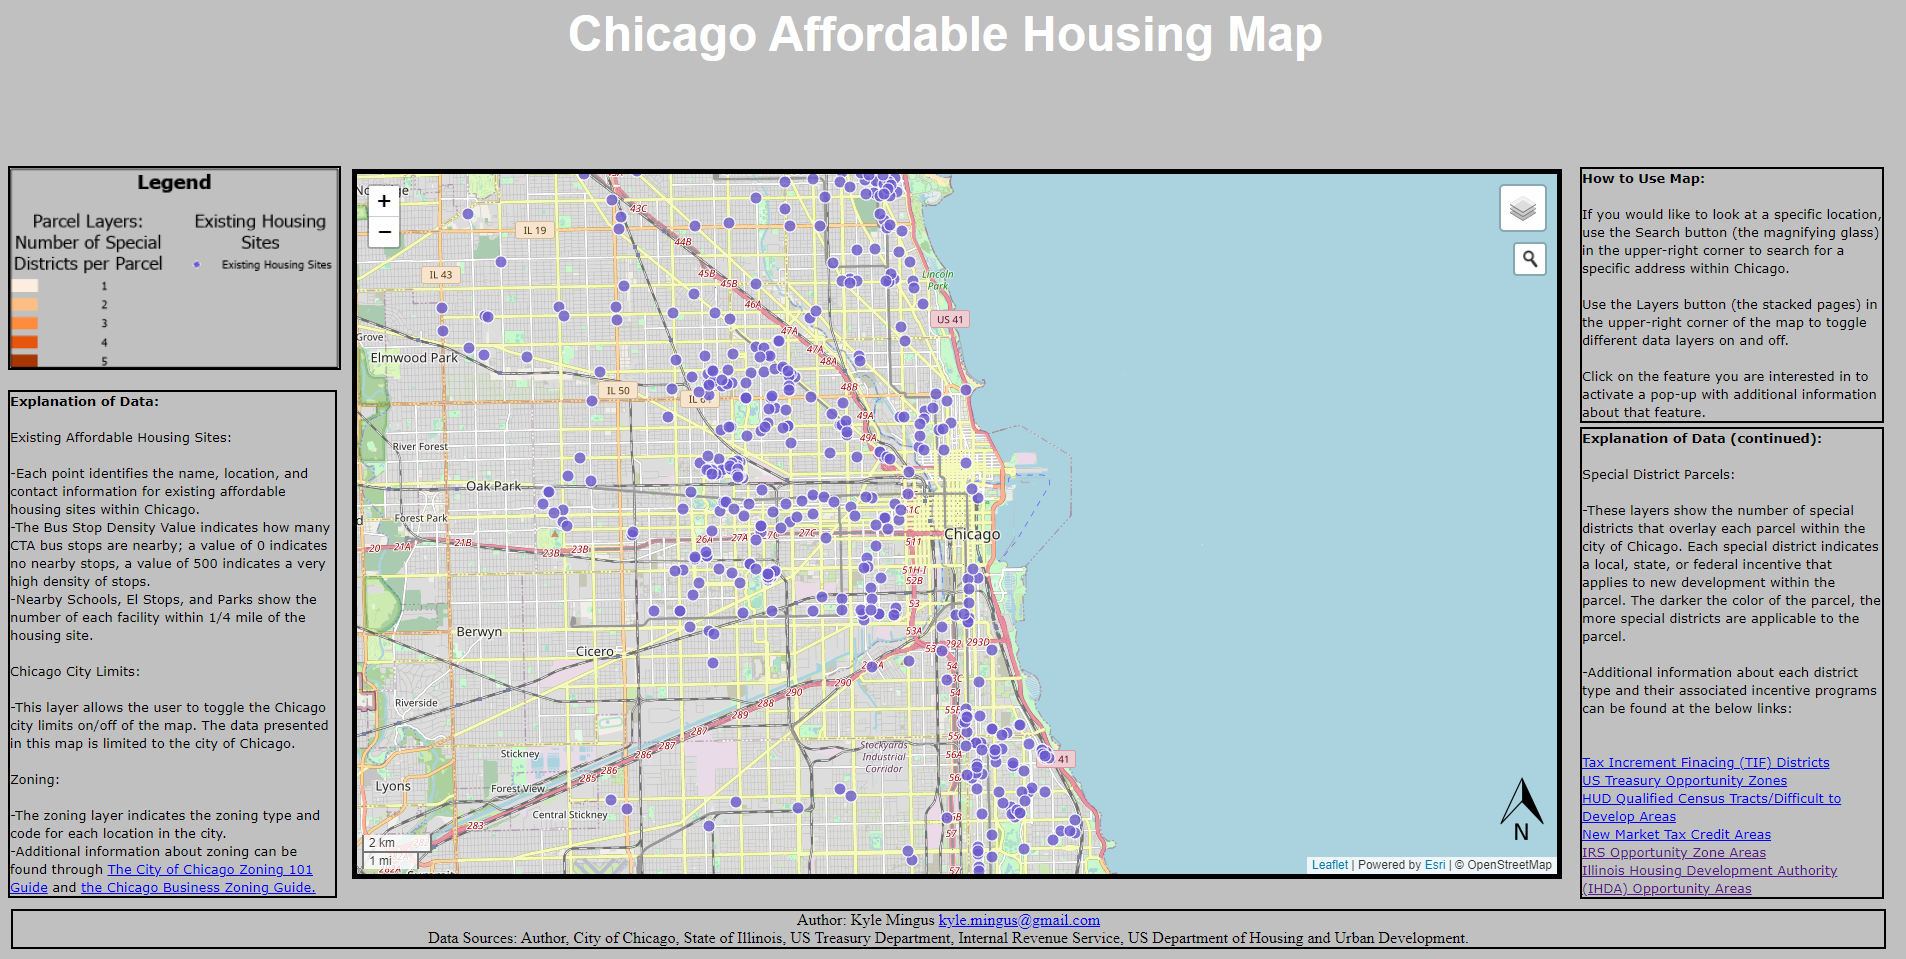 Chicago Affordable Housing Map
Legend
Parcel Layers:
Number of Special
Districts per Parcel
1
2
3
4
5
Existing Housing
Sites
Existing Housing Sites
Explanation of Data:
Existing Affordable Housing Sites:
-Each point identifies the name, location, and
contact information for existing affordable
housing sites within Chicago.
-The Bus Stop Density Value indicates how many
CTA bus stops are nearby; a value of 0 indicates
no nearby stops, a value of 500 indicates a very
high density of stops.
-Nearby Schools, El Stops, and Parks show the
number of each facility within 1/4 mile of the
housing site.
Chicago City Limits:
-This layer allows the user to toggle the Chicago
city limits on/off of the map. The data presented
in this map is limited to the city of Chicago.
Zoning:
-The zoning layer indicates the zoning type and
code for each location in the city.
-Additional information about zoning can be
found through The City of Chicago Zoning 101
Guide and the Chicago Business Zoning Guide.
+
−
43C
IL 19
44B
IL 43
45B
45B
Lincoln
Park
46A
US 41
47A
Grove
Elmwood Park
47A
48A
48B
IL 50
49A
49A
River Forest
Oak Park
Forest Park
51C
26A
27A
27C
27C
Chicago
20
21A
21B
23B
23B
511
51H-I
52B
53
53A
Berwyn
292
293D
Cicero
54
290
290
54
Riverside
288
289
55A
287
287
286
286
285
Stickney
Stockyards
Industrial
Corridor
56A
41
Lyons
Forest View
Central Stickney
283
57
2 km
1 mi
N
Leaflet | Powered by Esri | © OpenStreetMap
How to Use Map:
If you would like to look at a specific location,
use the Search button (the magnifying glass)
in the upper-right corner to search for a
specific address within Chicago.
Use the Layers button (the stacked pages) in
the upper-right corner of the map to toggle
different data layers on and off.
Click on the feature you are interested in to
activate a pop-up with additional information
about that feature.
Explanation of Data (continued):
Special District Parcels:
-These layers show the number of special
districts that overlay each parcel within the
city of Chicago. Each special district indicates
a local, state, or federal incentive that
applies to new development within the
parcel. The darker the color of the parcel, the
more special districts are applicable to the
parcel.
-Additional information about each district
type and their associated incentive programs
can be found at the below links:
Tax Increment Finacing (TIF) Districts
US Treasury Opportunity Zones
HUD Qualified Census Tracts/Difficult to
Develop Areas
New Market Tax Credit Areas
IRS Opportunity Zone Areas
Illinois Housing Development Authority
(IHDA) Opportunity Areas
Author: Kyle Mingus kyle.mingus@gmail.com
Data Sources: Author, City of Chicago, State of Illinois, US Treasury Department, Internal Revenue Service, US Department of Housing and Urban Development.